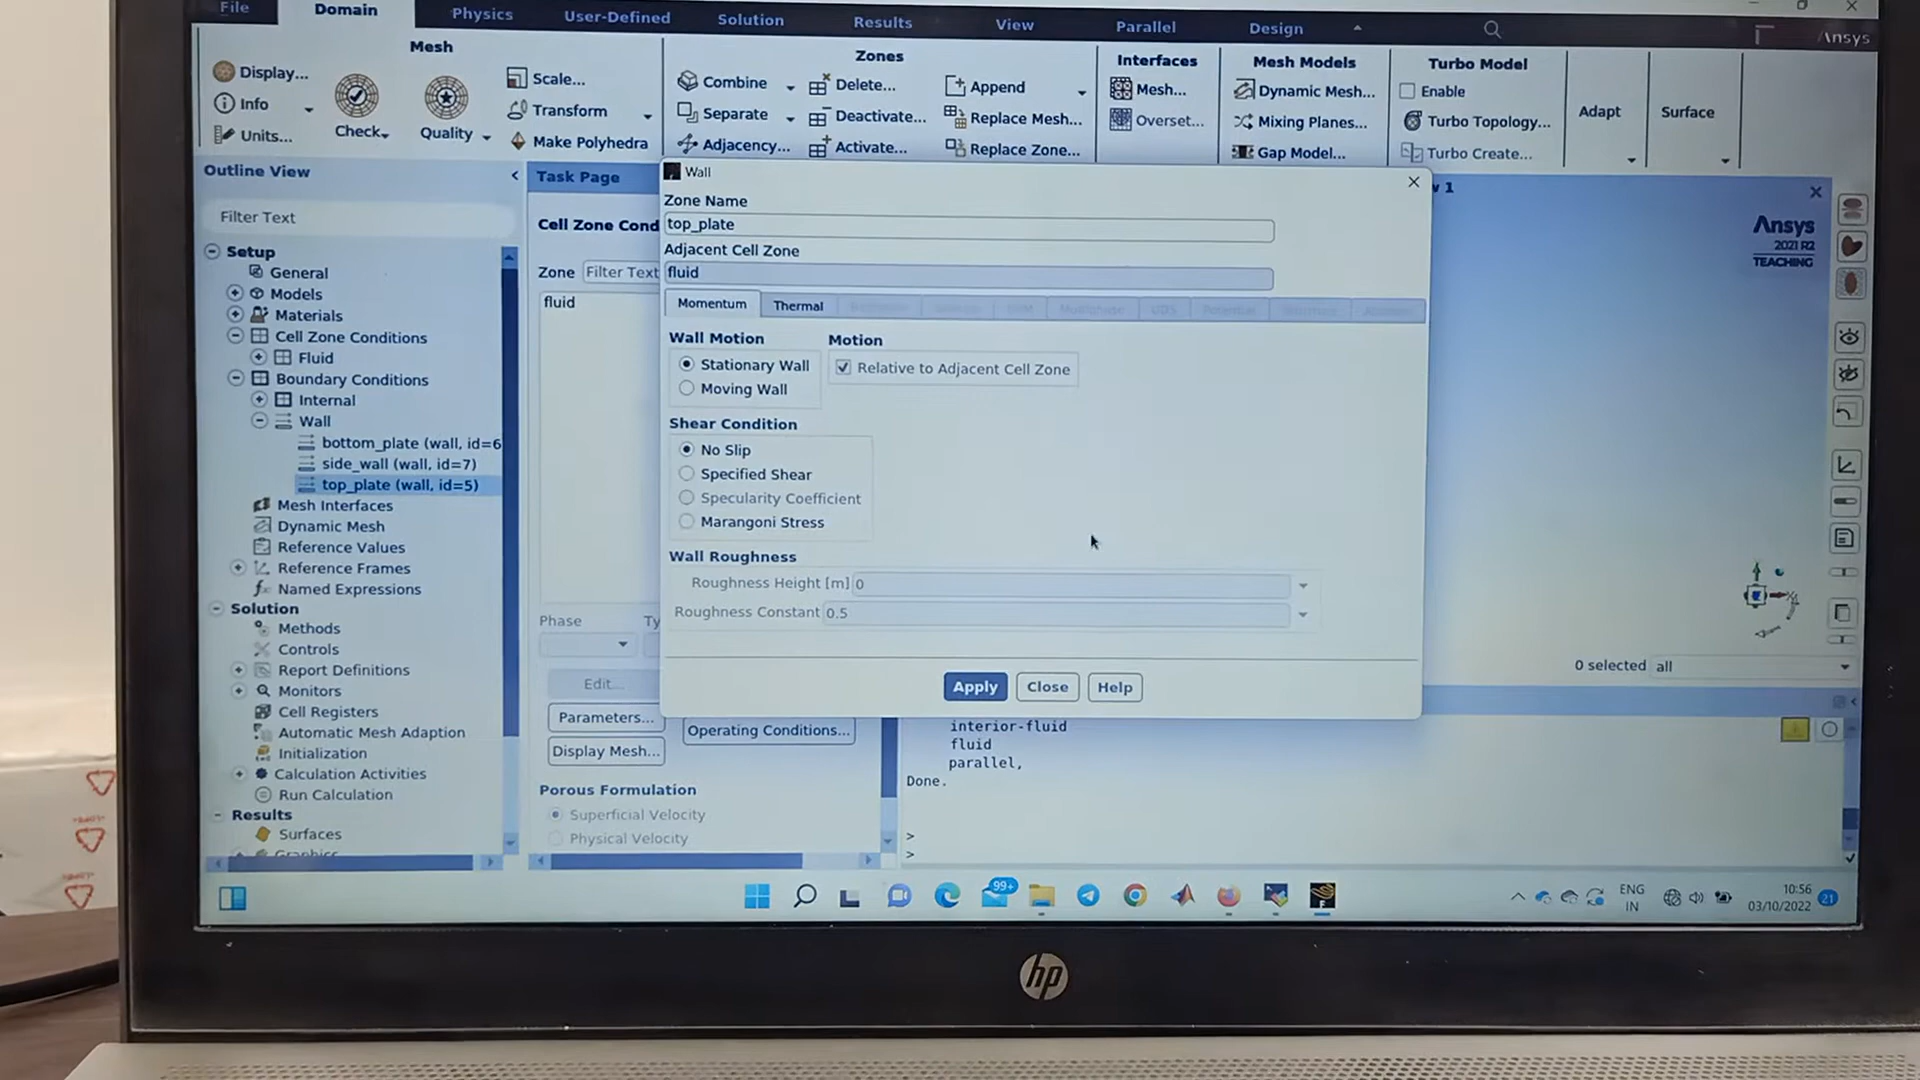 File
Domain
Physics
User-Defined
Solution
Results
View
Parallel
Design
Ansys
Mesh
Display...
Info
Units...
Check
Quality
Scale...
Transform
Make Polyhedra
Zones
Combine
Delete...
Append
Separate
Deactivate...
Replace Mesh...
Adjacency...
Activate...
Replace Zone...
Interfaces
Mesh...
Overset...
Mesh Models
Dynamic Mesh...
Mixing Planes...
Gap Model...
Turbo Model
Enable
Turbo Topology...
Turbo Create...
Adapt
Surface
Outline View
<
Filter Text
Setup
General
Models
Materials
Cell Zone Conditions
Fluid
Boundary Conditions
Internal
Wall
bottom_plate (wall, id=6
side_wall (wall, id=7)
top_plate (wall, id=5)
Mesh Interfaces
Dynamic Mesh
Reference Values
Reference Frames
Named Expressions
Solution
Methods
Controls
Report Definitions
Monitors
Cell Registers
Automatic Mesh Adaption
Initialization
Calculation Activities
Run Calculation
Results
Surfaces
Graphics
Task Page
Cell Zone Cond
Zone Filter Text
fluid
Phase
Ty
Edit...
Parameters...
Operating Conditions...
Display Mesh...
Porous Formulation
Superficial Velocity
Physical Velocity
Wall
Zone Name
top_plate
Adjacent Cell Zone
fluid
Momentum
Thermal
Wall Motion
Motion
Stationary Wall
Relative to Adjacent Cell Zone
Moving Wall
Shear Condition
No Slip
Specified Shear
Specularity Coefficient
Marangoni Stress
Wall Roughness
Roughness Height [m] 0
Roughness Constant 0.5
Apply
Close
Help
w 1
Ansys
2021 R2
TEACHING
0 selected all
interior-fluid
fluid
parallel,
Done.
>
>
99+
ENG
IN
10:56
03/10/2022
21
hp